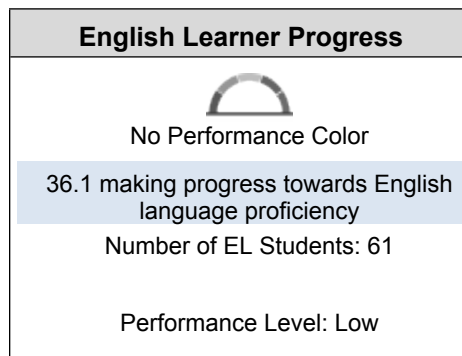 English Learner Progress
No Performance Color
36.1 making progress towards English
language proficiency
Number of EL Students: 61
Performance Level: Low